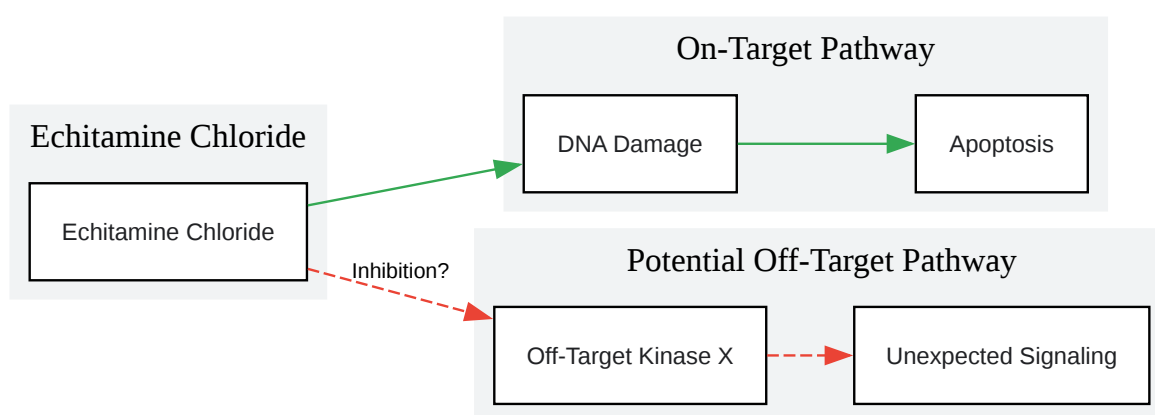 On-Target Pathway
DNA Damage
Apoptosis
Echitamine Chloride
Echitamine Chloride
Inhibition?
Potential Off-Target Pathway
Off-Target Kinase X
Unexpected Signaling